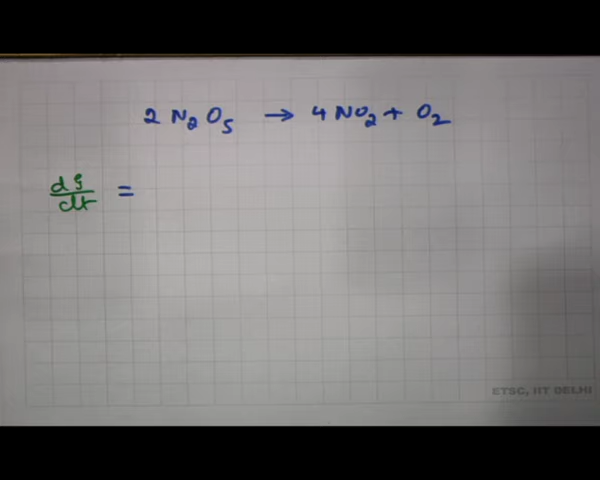 2 N₂O₅ → 4 NO₂ + O₂
dξ/dt =
ETSC, IIT DELHI